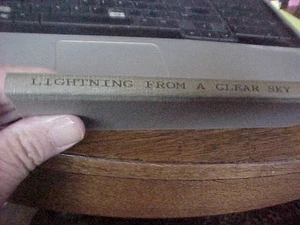 LIGHTNING FROM A CLEAR SKY